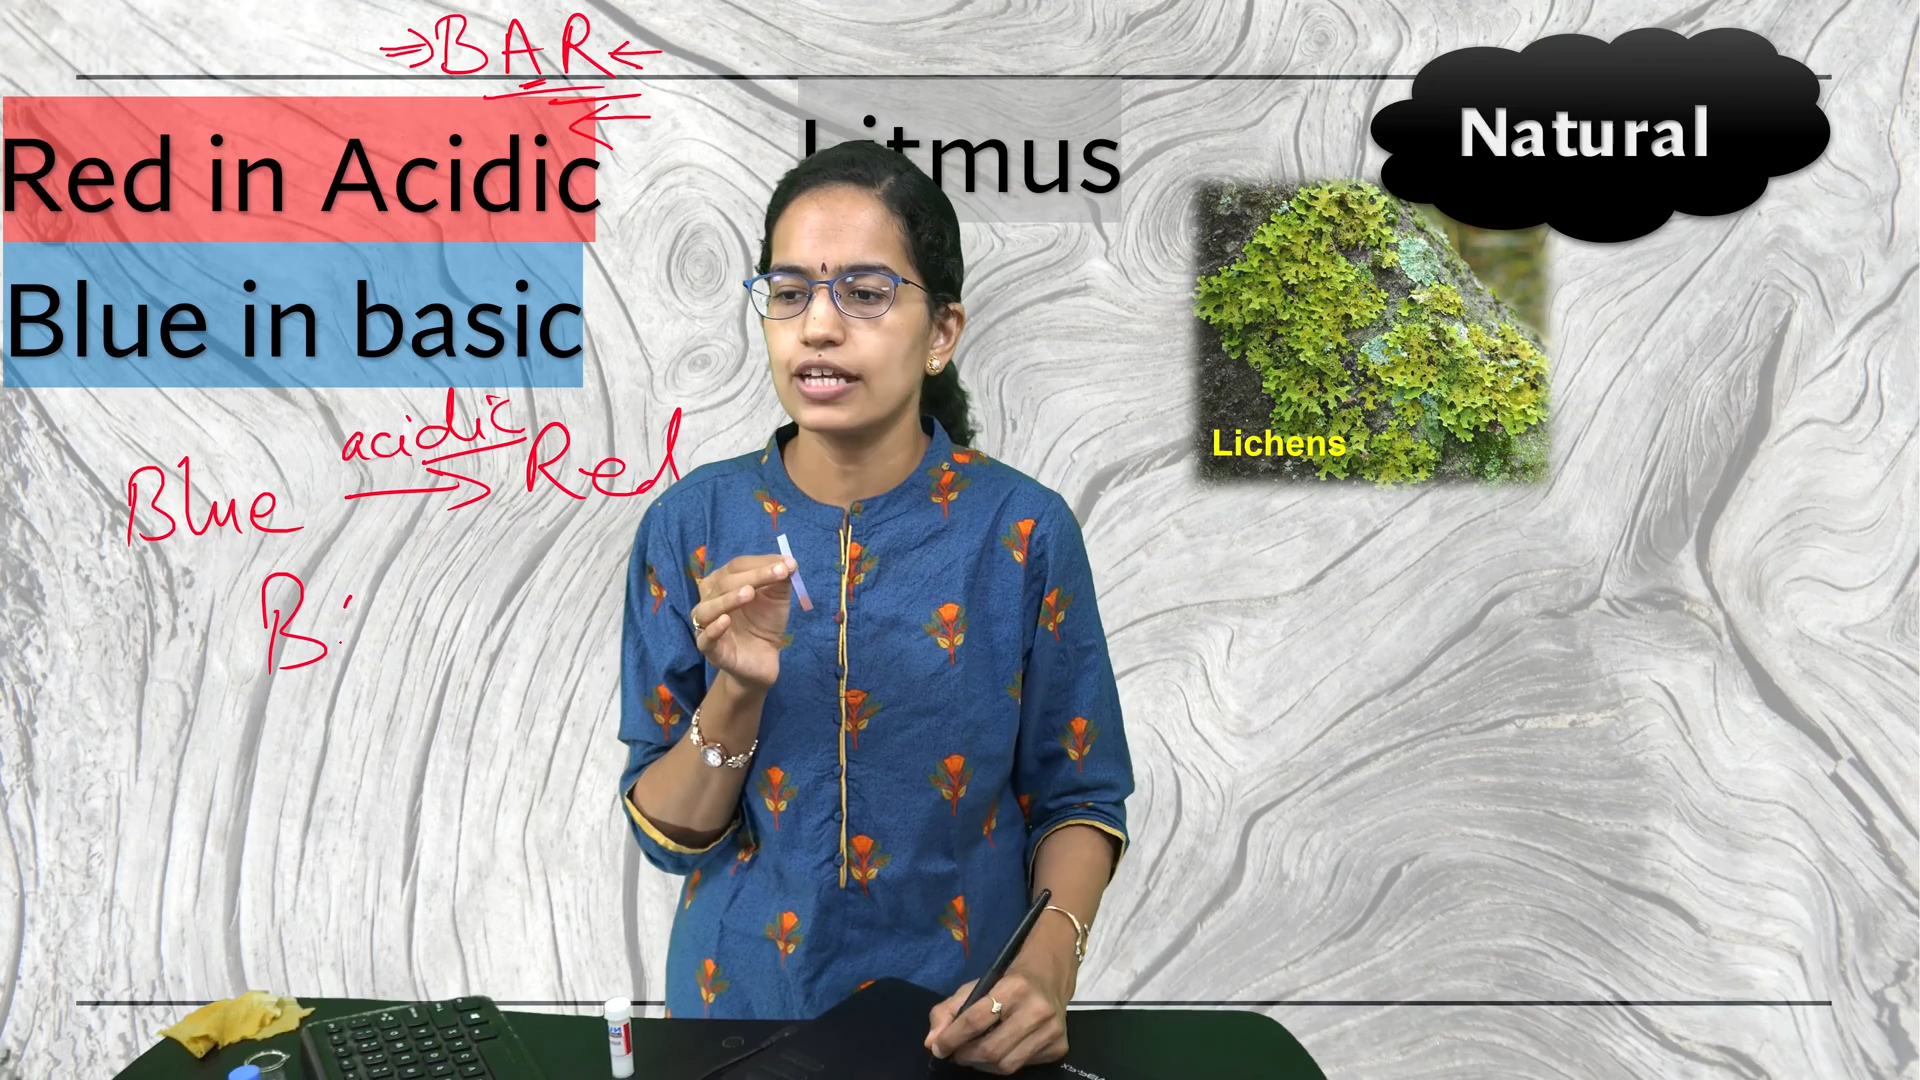 ⇒BAR←
Red in Acidic
Litmus
Natural
Blue in basic
acidic
Blue → Red
Lichens
B